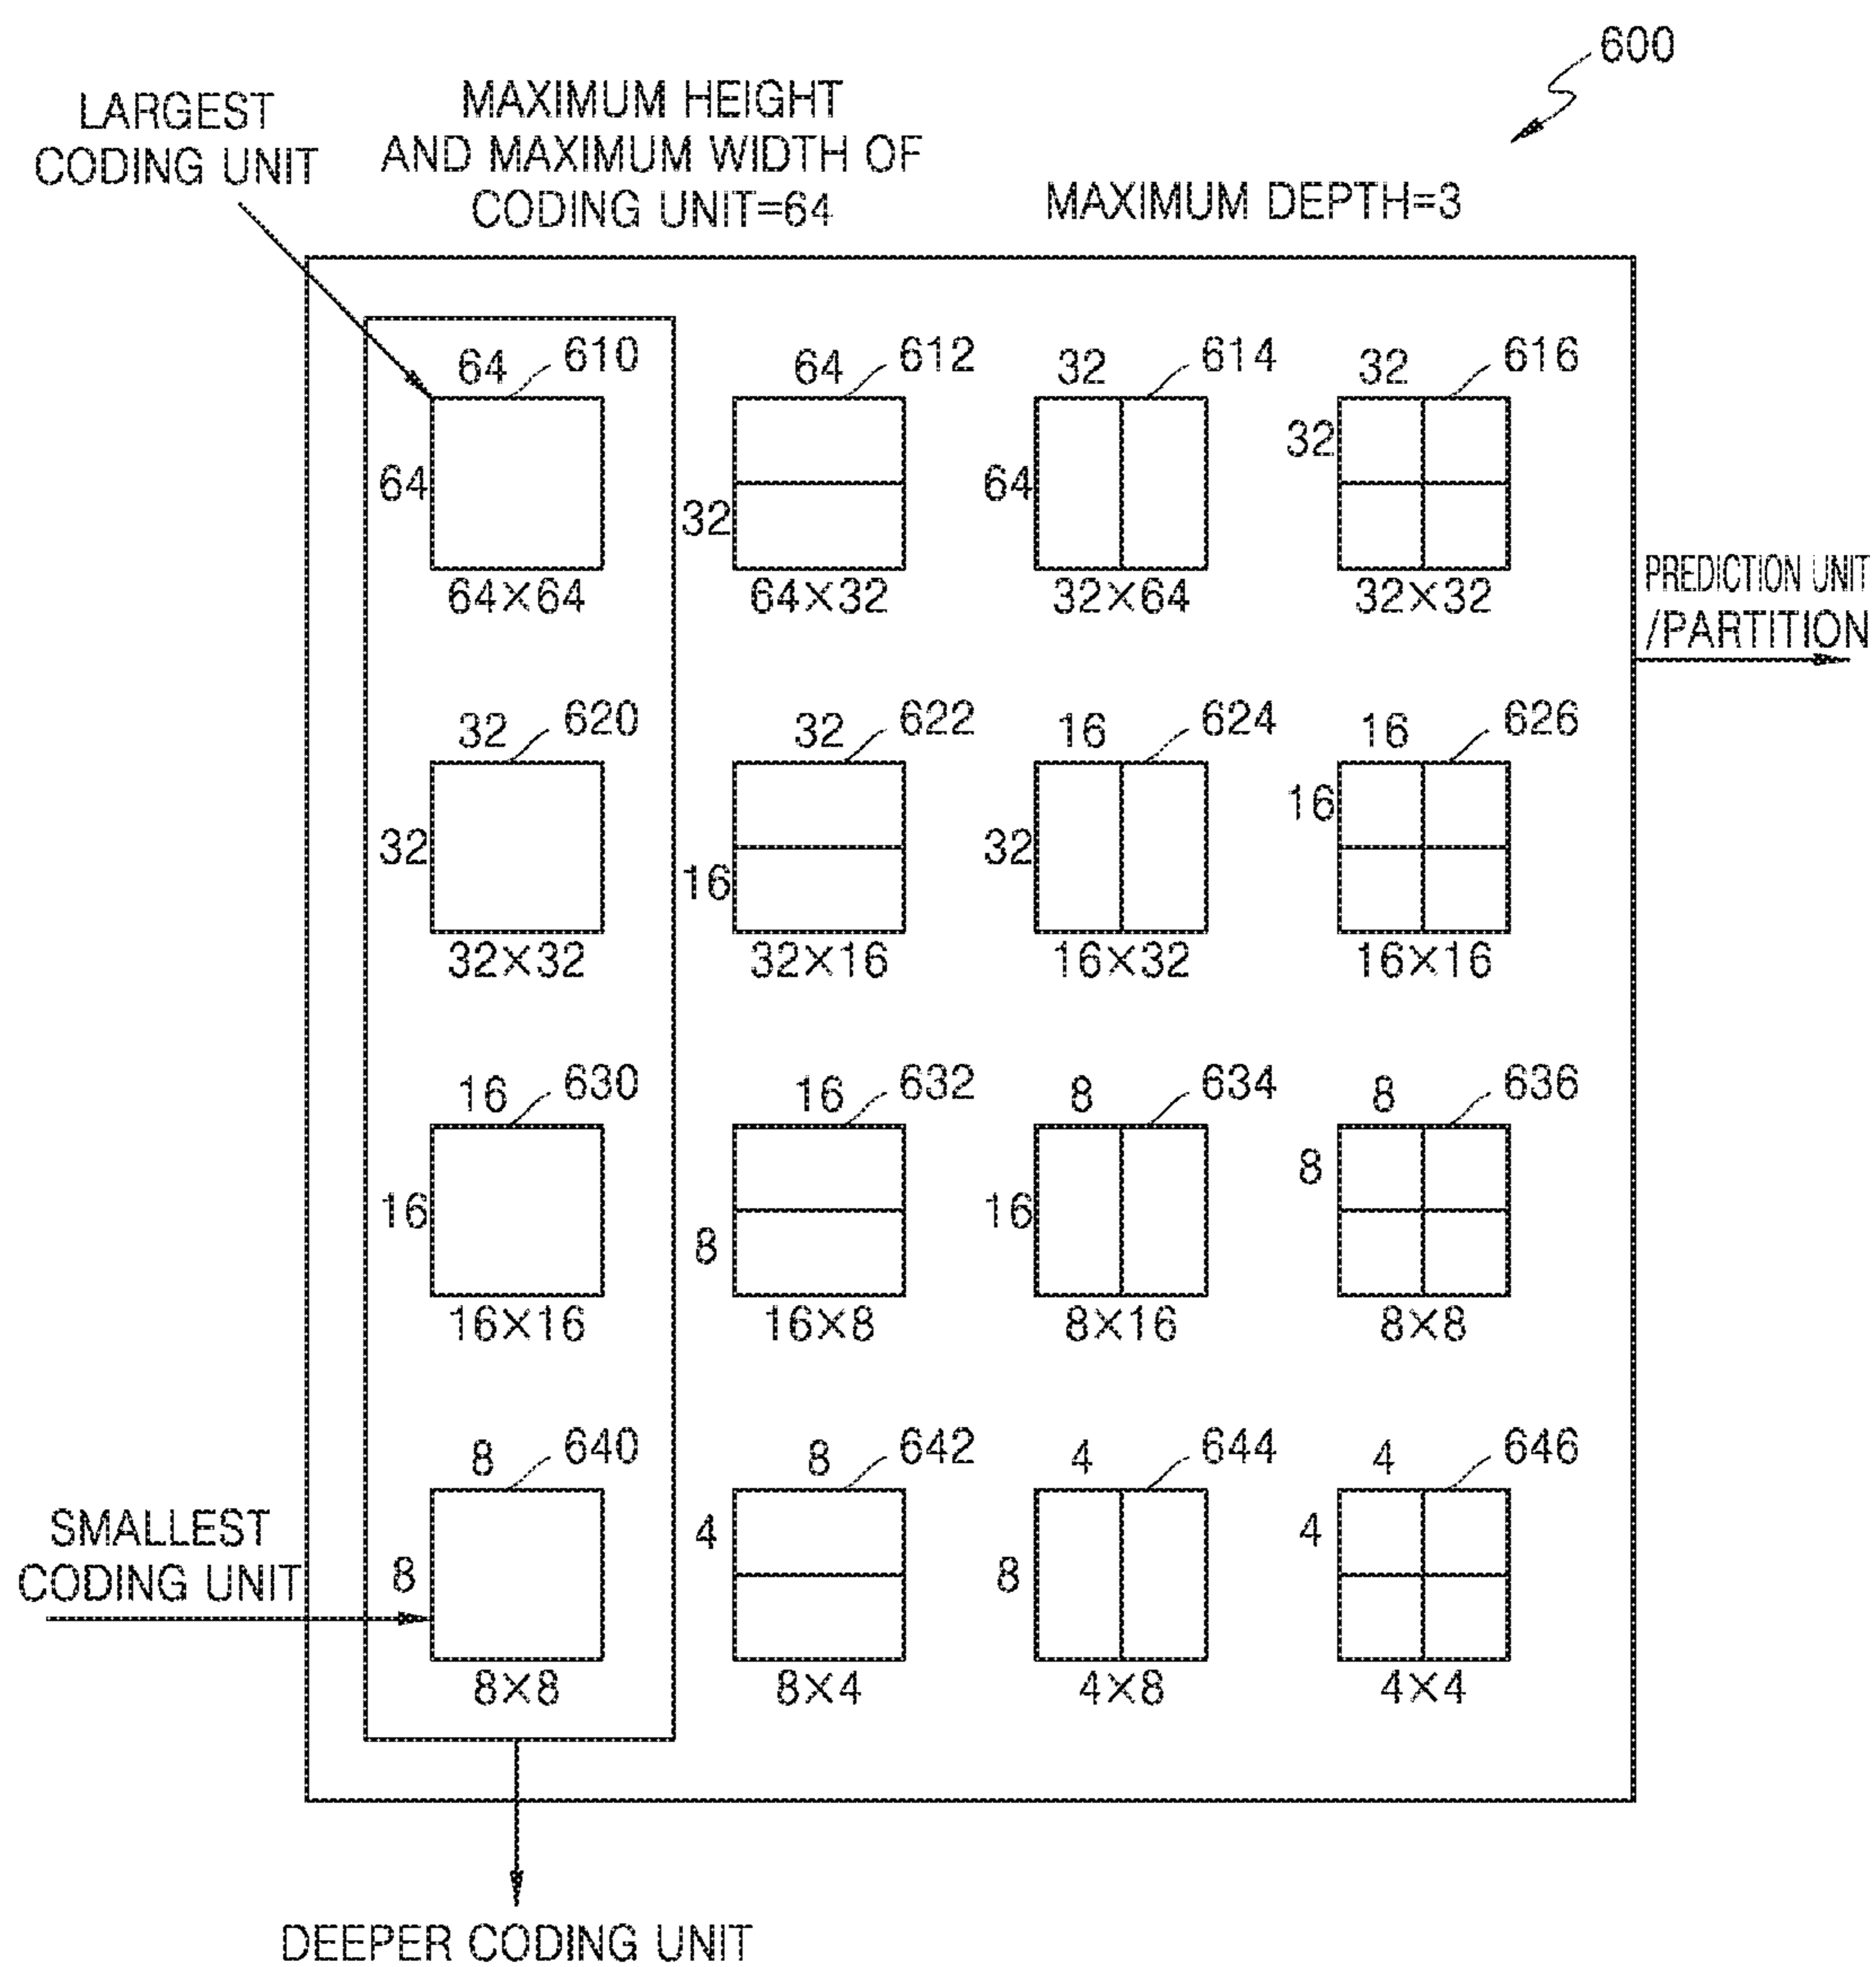 600
LARGEST
CODING UNIT
MAXIMUM HEIGHT
AND MAXIMUM WIDTH OF
CODING UNIT=64
MAXIMUM DEPTH=3
64 610 64 612 32 614 32 616
64 32 64 32
64×64 64×32 32×64 32×32
PREDICTION UNIT
/PARTITION
32 620 32 622 16 624 16 626
32 16 32 16
32×32 32×16 16×32 16×16
16 630 16 632 8 634 8 636
16 8 16 8
16×16 16×8 8×16 8×8
8 640 8 642 4 644 4 646
SMALLEST
CODING UNIT
8 4 8 4
8×8 8×4 4×8 4×4
DEEPER CODING UNIT